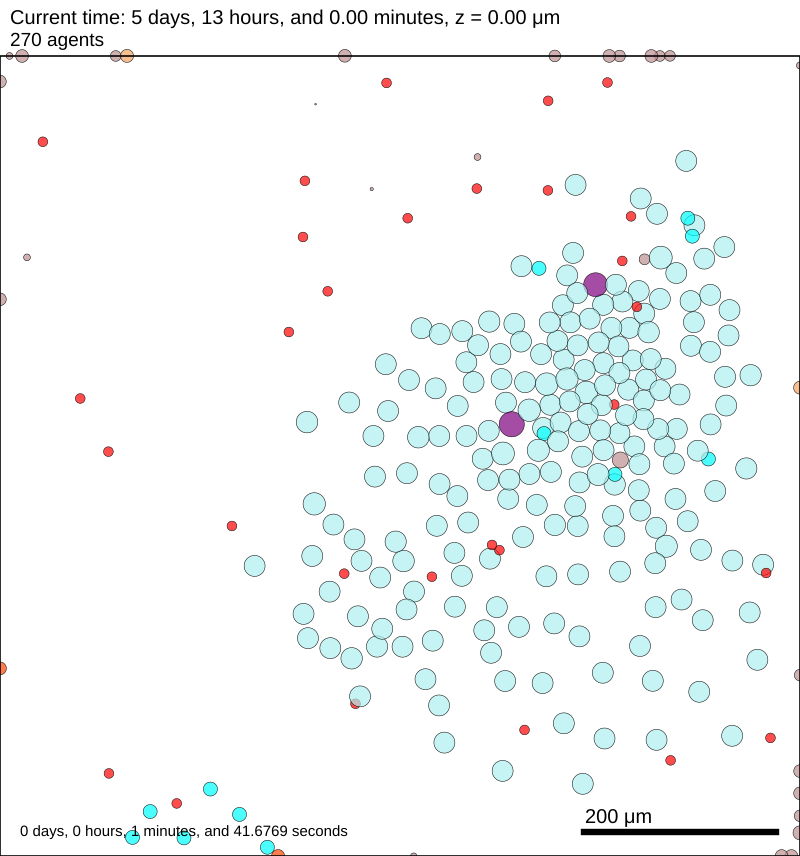 Current time: 5 days, 13 hours, and 0.00 minutes, z = 0.00 μm
270 agents
200 μm
0 days, 0 hours, 1 minutes, and 41.6769 seconds